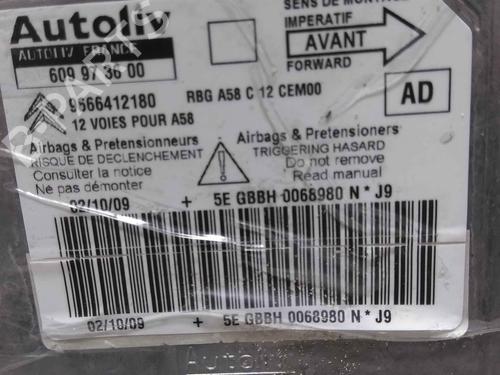 Autoliv
AUTOLIV FRANCE
609 97 36 00
SENS DE MONTAGE
IMPERATIF
AVANT
FORWARD
9666412180
RBG A58 C 12 CEM00
12 VOIES POUR A58
AD
Airbags & Pretensionneurs
RISQUE DE DECLENCHEMENT
Consulter la notice
Ne pas démonter
Airbags & Pretensioners
TRIGGERING HASARD
Do not remove
Read manual
02/10/09 + 5E GBBH 0068980 N * J9
02/10/09 + 5E GBBH 0068980 N * J9
Autoliv
B-PARTS